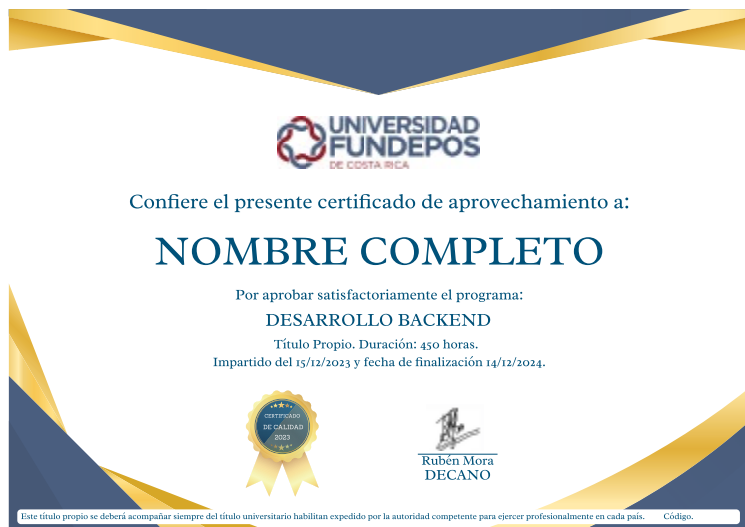 UNIVERSIDAD
FUNDEPOS
DE COSTA RICA
Confiere el presente certificado de aprovechamiento a:
NOMBRE COMPLETO
Por aprobar satisfactoriamente el programa:
DESARROLLO BACKEND
Título Propio. Duración: 450 horas.
Impartido del 15/12/2023 y fecha de finalización 14/12/2024.
CERTIFICADO
DE CALIDAD
2023
Rubén Mora
DECANO
Este título propio se deberá acompañar siempre del título universitario habilitan expedido por la autoridad competente para ejercer profesionalmente en cada país. Código.